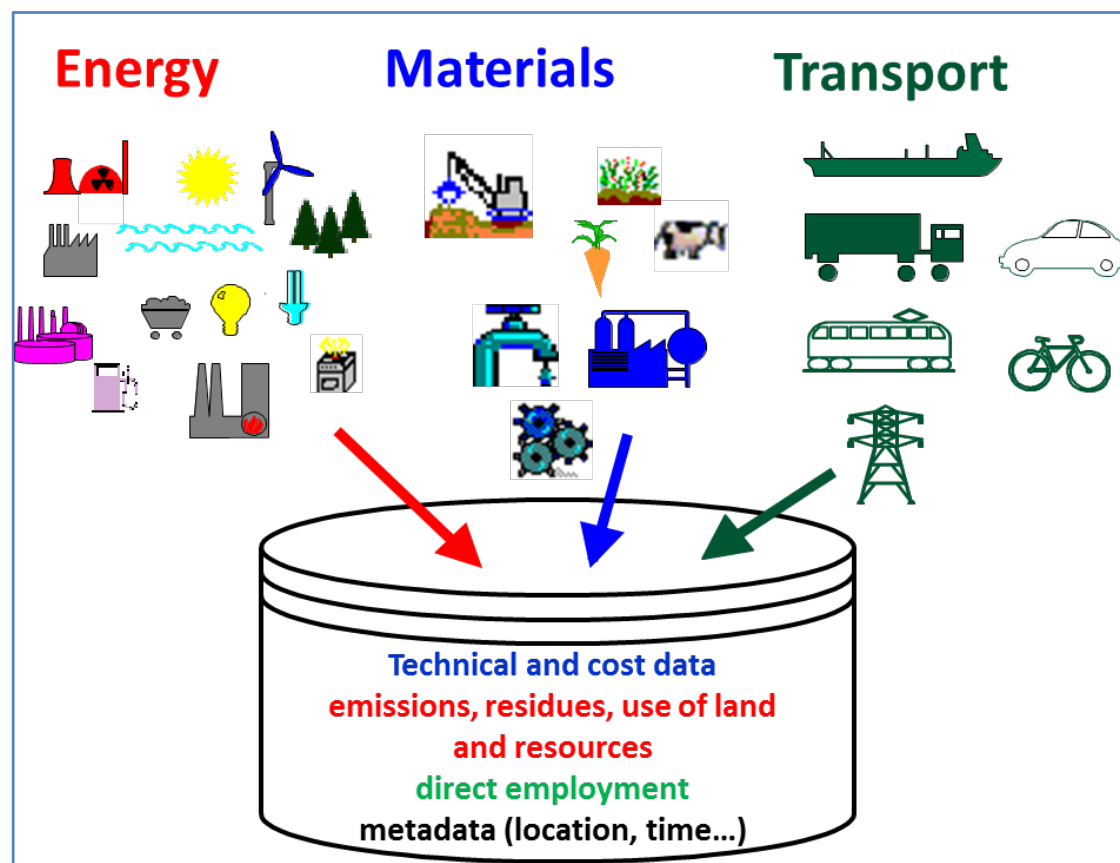 Energy
Materials
Transport
Technical and cost data
emissions, residues, use of land
and resources
direct employment
metadata (location, time…)